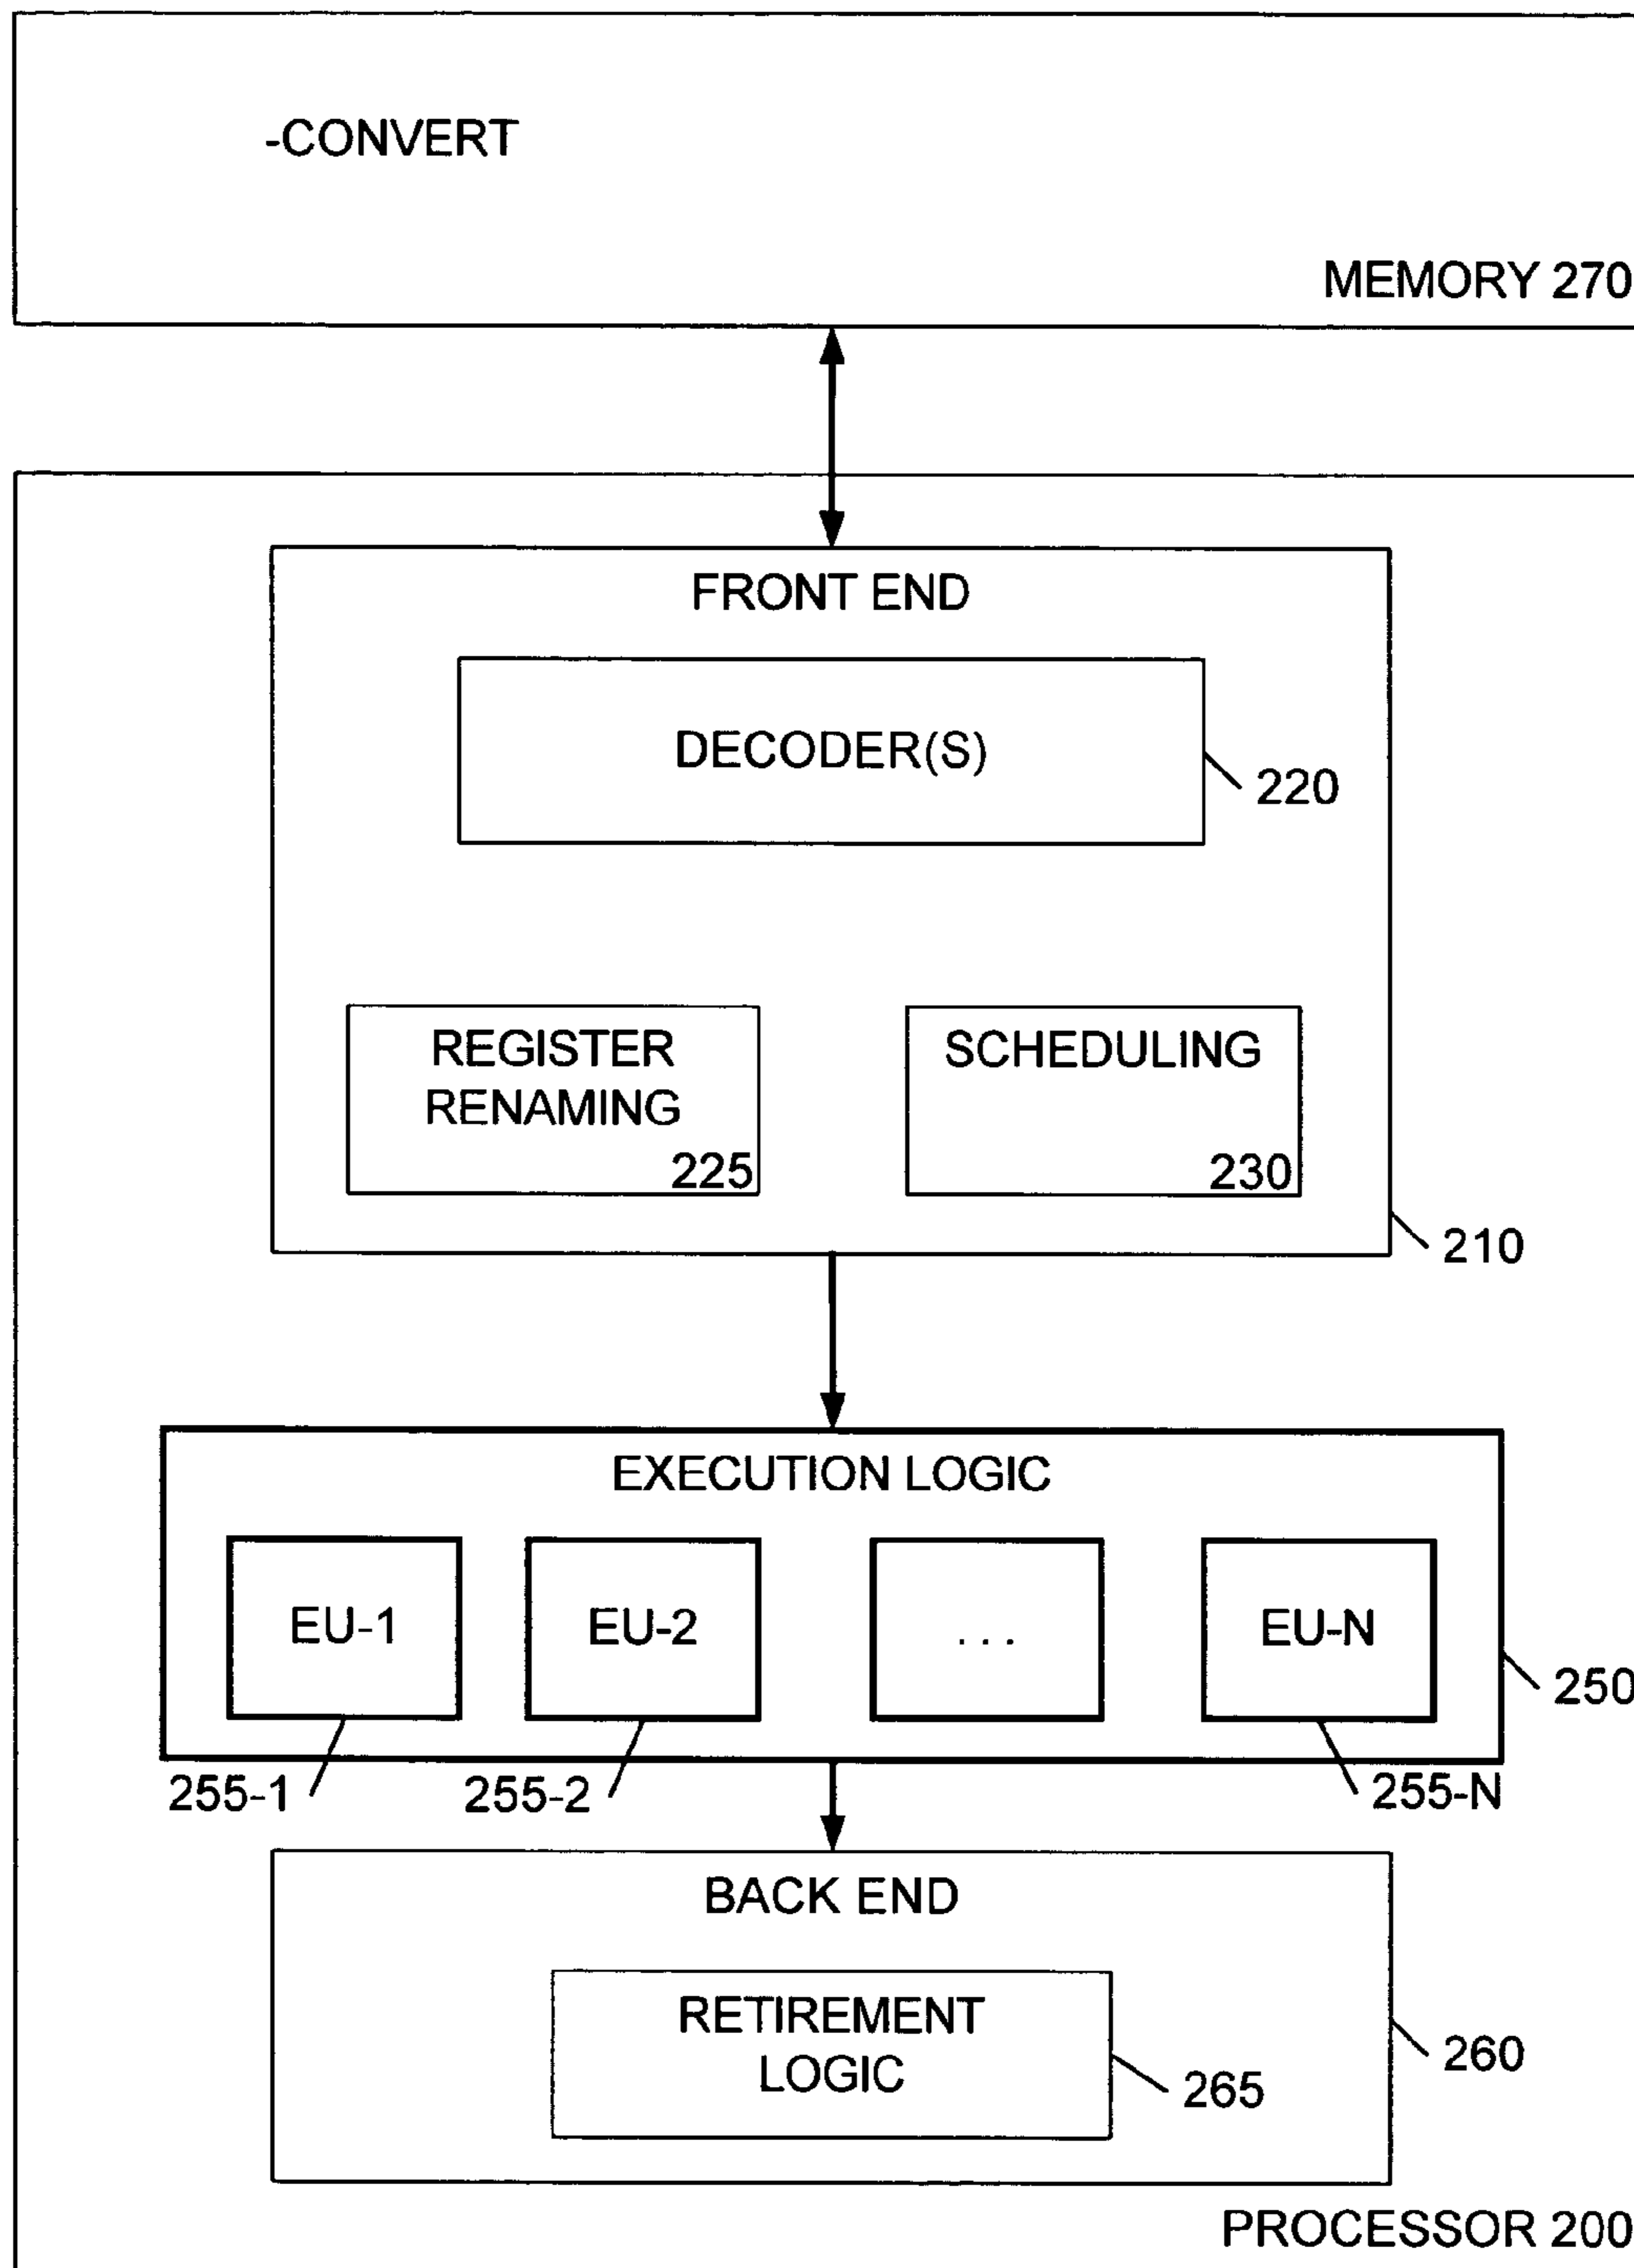 -CONVERT
MEMORY 270
FRONT END
DECODER(S)
220
REGISTER
RENAMING
225
SCHEDULING
230
210
EXECUTION LOGIC
EU-1
EU-2
. . .
EU-N
250
255-1
255-2
255-N
BACK END
RETIREMENT
LOGIC
265
260
PROCESSOR 200